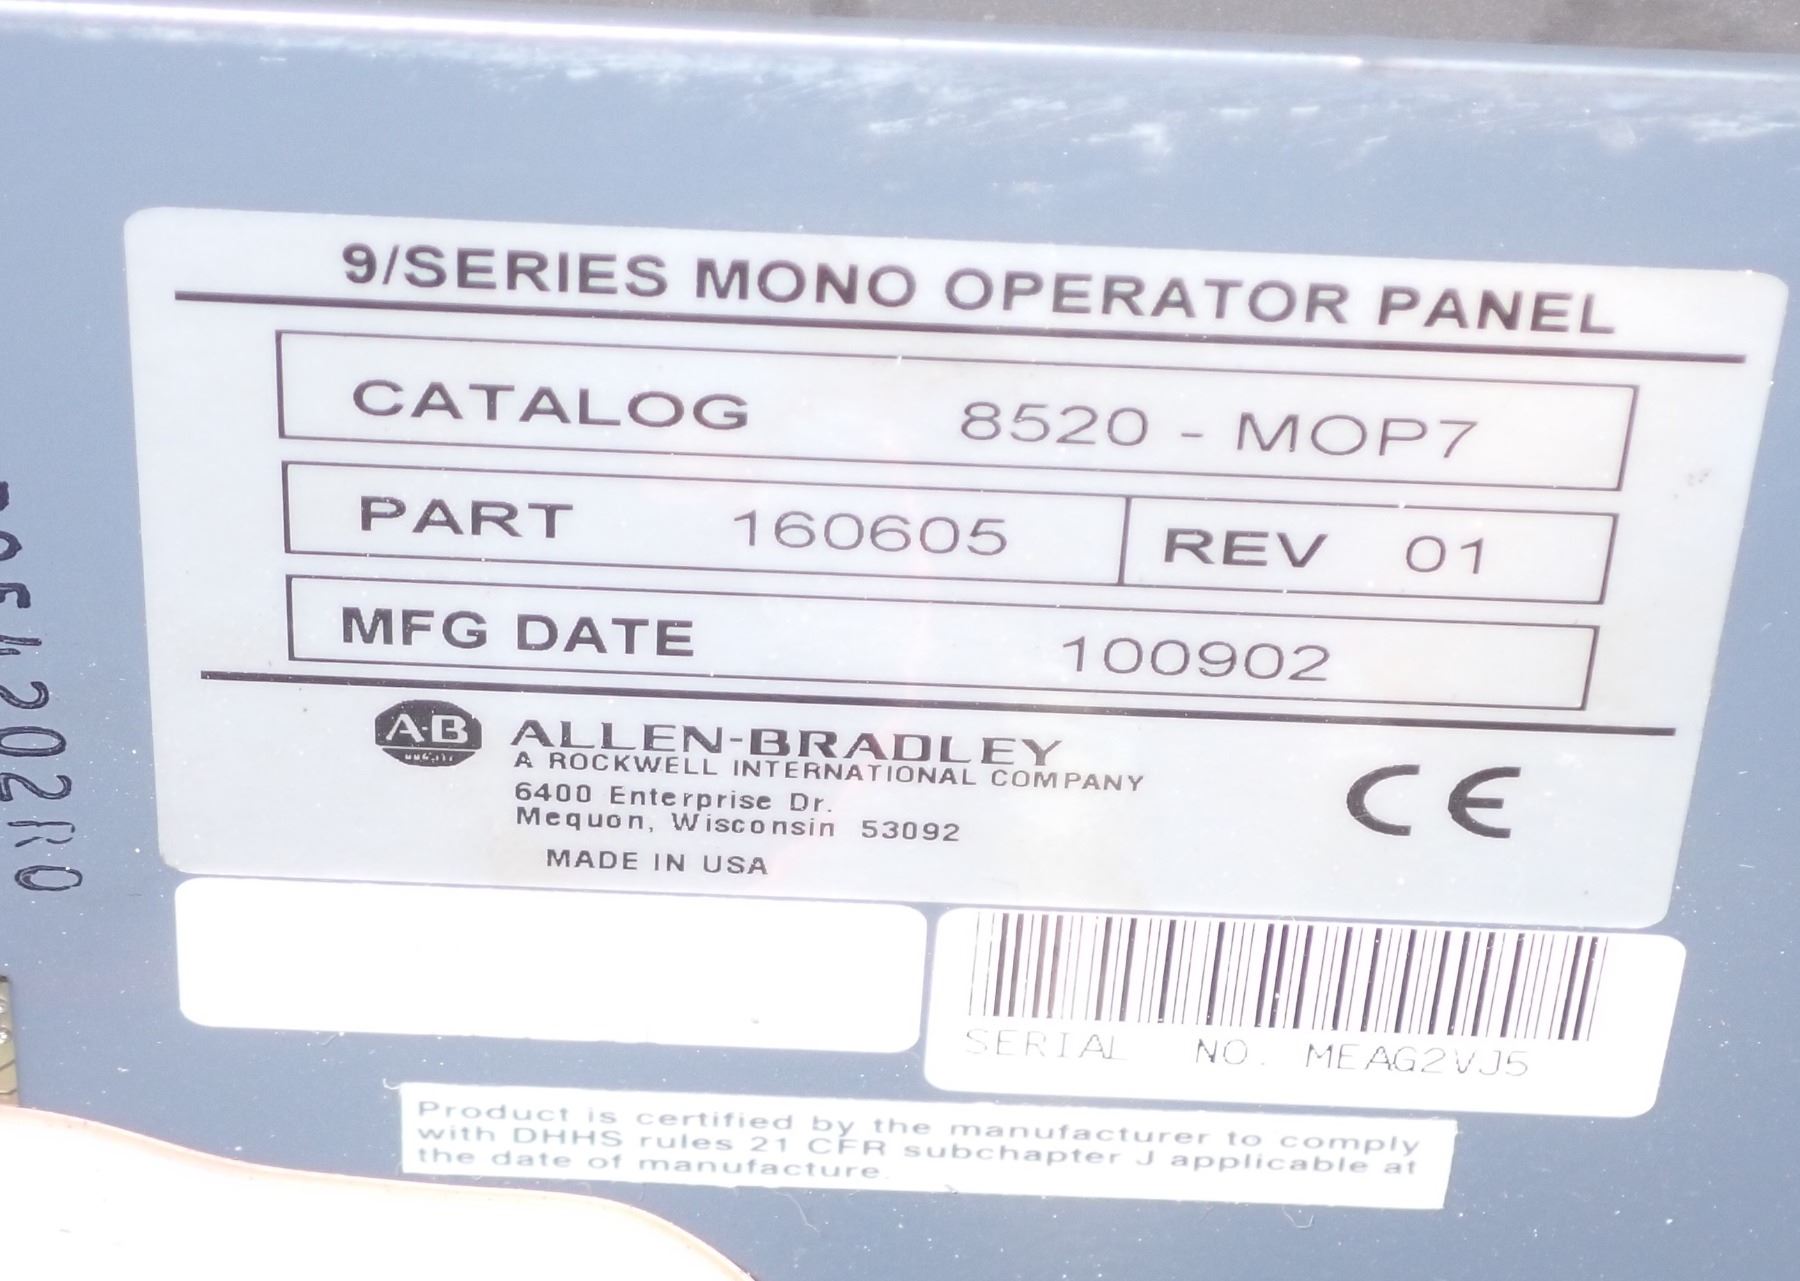 9/SERIES MONO OPERATOR PANEL
CATALOG 8520 - MOP7
PART 160605 REV 01
MFG DATE 100902
A-B ALLEN-BRADLEY
A ROCKWELL INTERNATIONAL COMPANY
6400 Enterprise Dr.
Mequon, Wisconsin 53092
MADE IN USA
CE
SERIAL NO. MEAG2VJ5
Product is certified by the manufacturer to comply
with DHHS rules 21 CFR subchapter J applicable at
the date of manufacture.